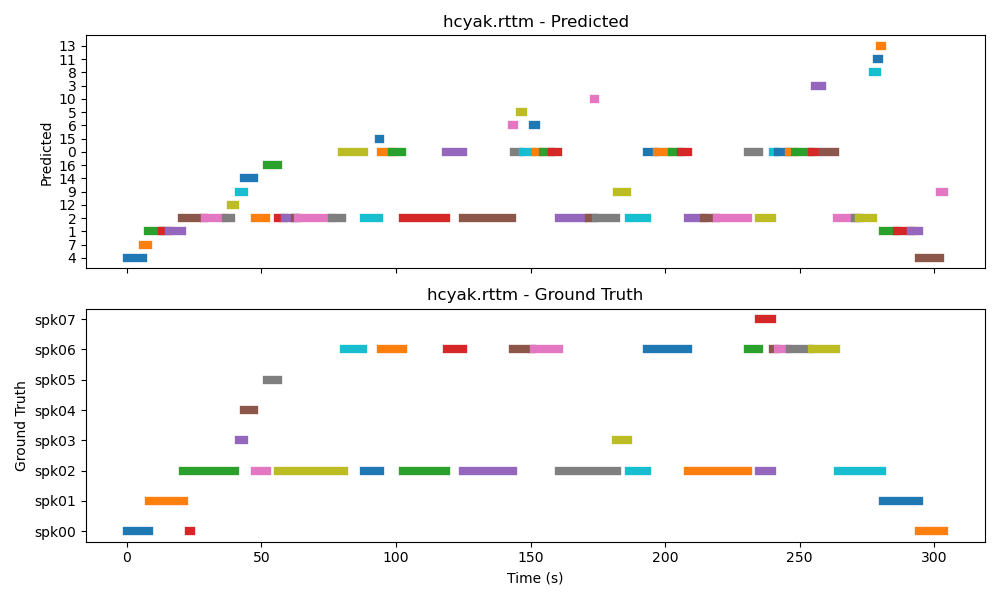 hcyak.rttm - Predicted
Predicted
13
11
8
3
10
5
6
15
0
16
14
9
12
2
1
7
4
hcyak.rttm - Ground Truth
Ground Truth
spk07
spk06
spk05
spk04
spk03
spk02
spk01
spk00
0 50 100 150 200 250 300
Time (s)